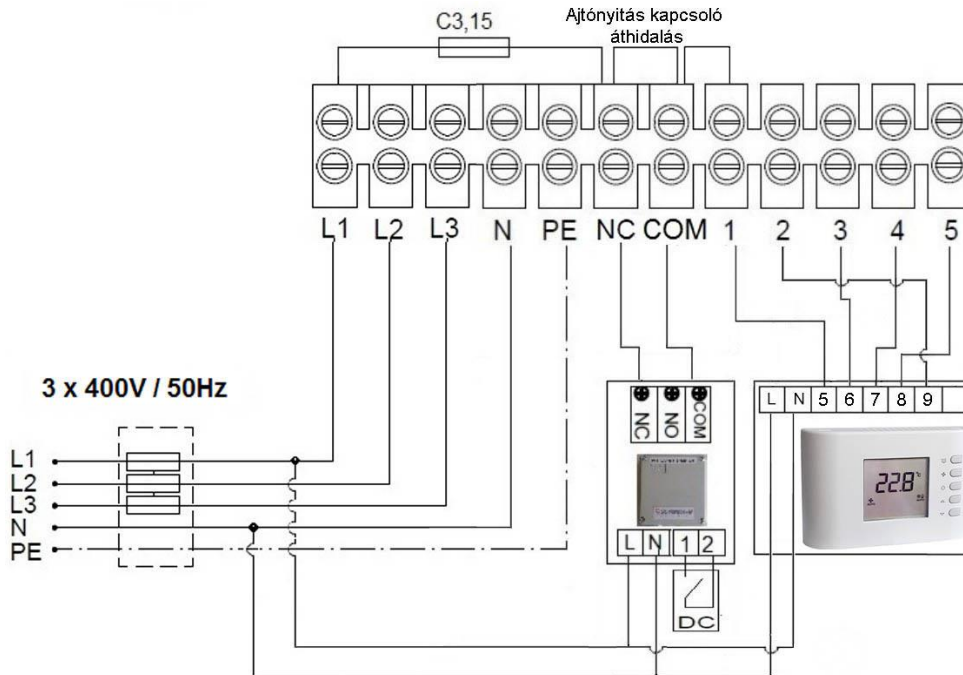 C3,15
Ajtónyitás kapcsoló
áthidalás
L1 L2 L3 N PE NC COM 1 2 3 4 5
3 x 400V / 50Hz
L1
L2
L3
N
PE
NC NO COM
L N 1 2
DC
L N 5 6 7 8 9
22.8